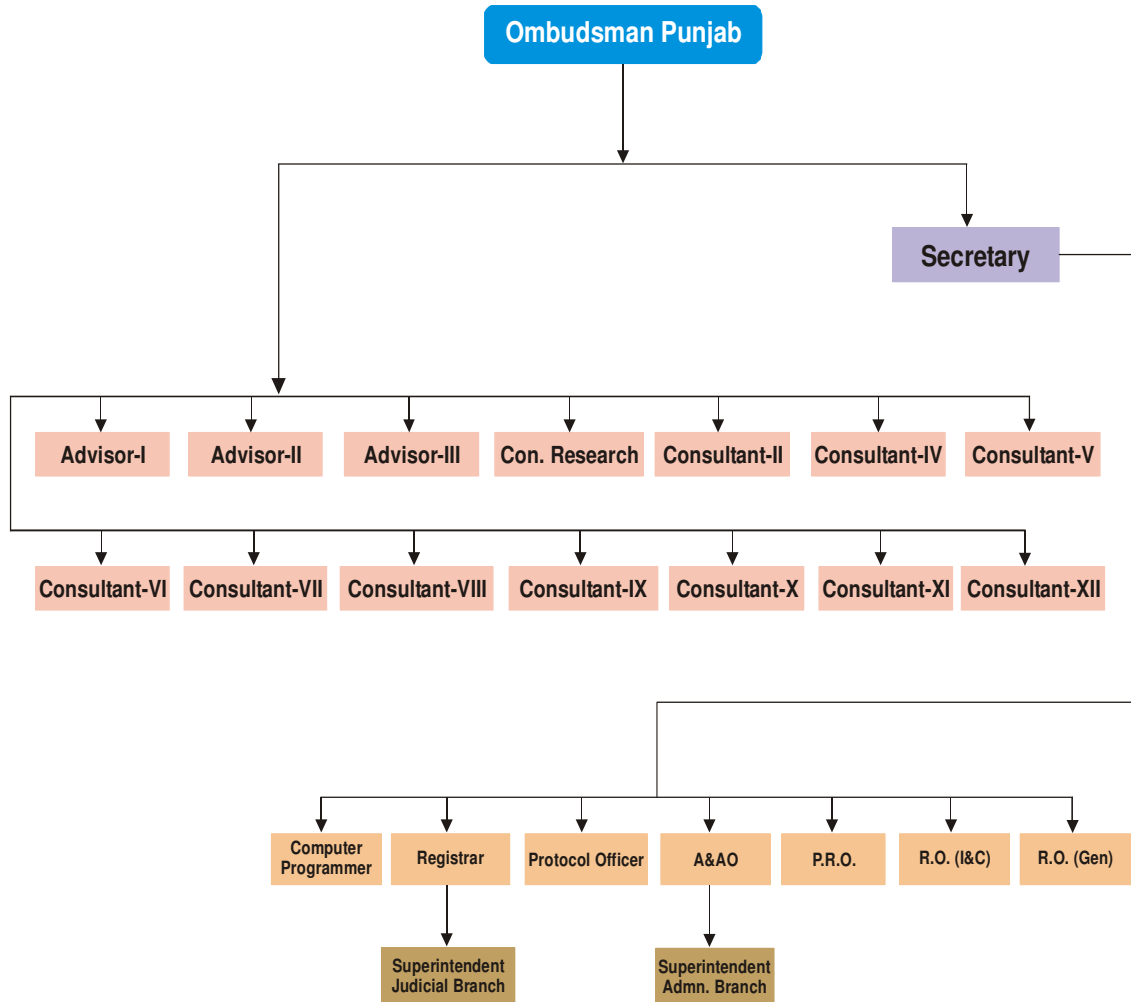 Ombudsman Punjab
Secretary
Advisor-I
Advisor-II
Advisor-III
Con. Research
Consultant-II
Consultant-IV
Consultant-V
Consultant-VI
Consultant-VII
Consultant-VIII
Consultant-IX
Consultant-X
Consultant-XI
Consultant-XII
Computer
Programmer
Registrar
Protocol Officer
A&AO
P.R.O.
R.O. (I&C)
R.O. (Gen)
Superintendent
Judicial Branch
Superintendent
Admn. Branch